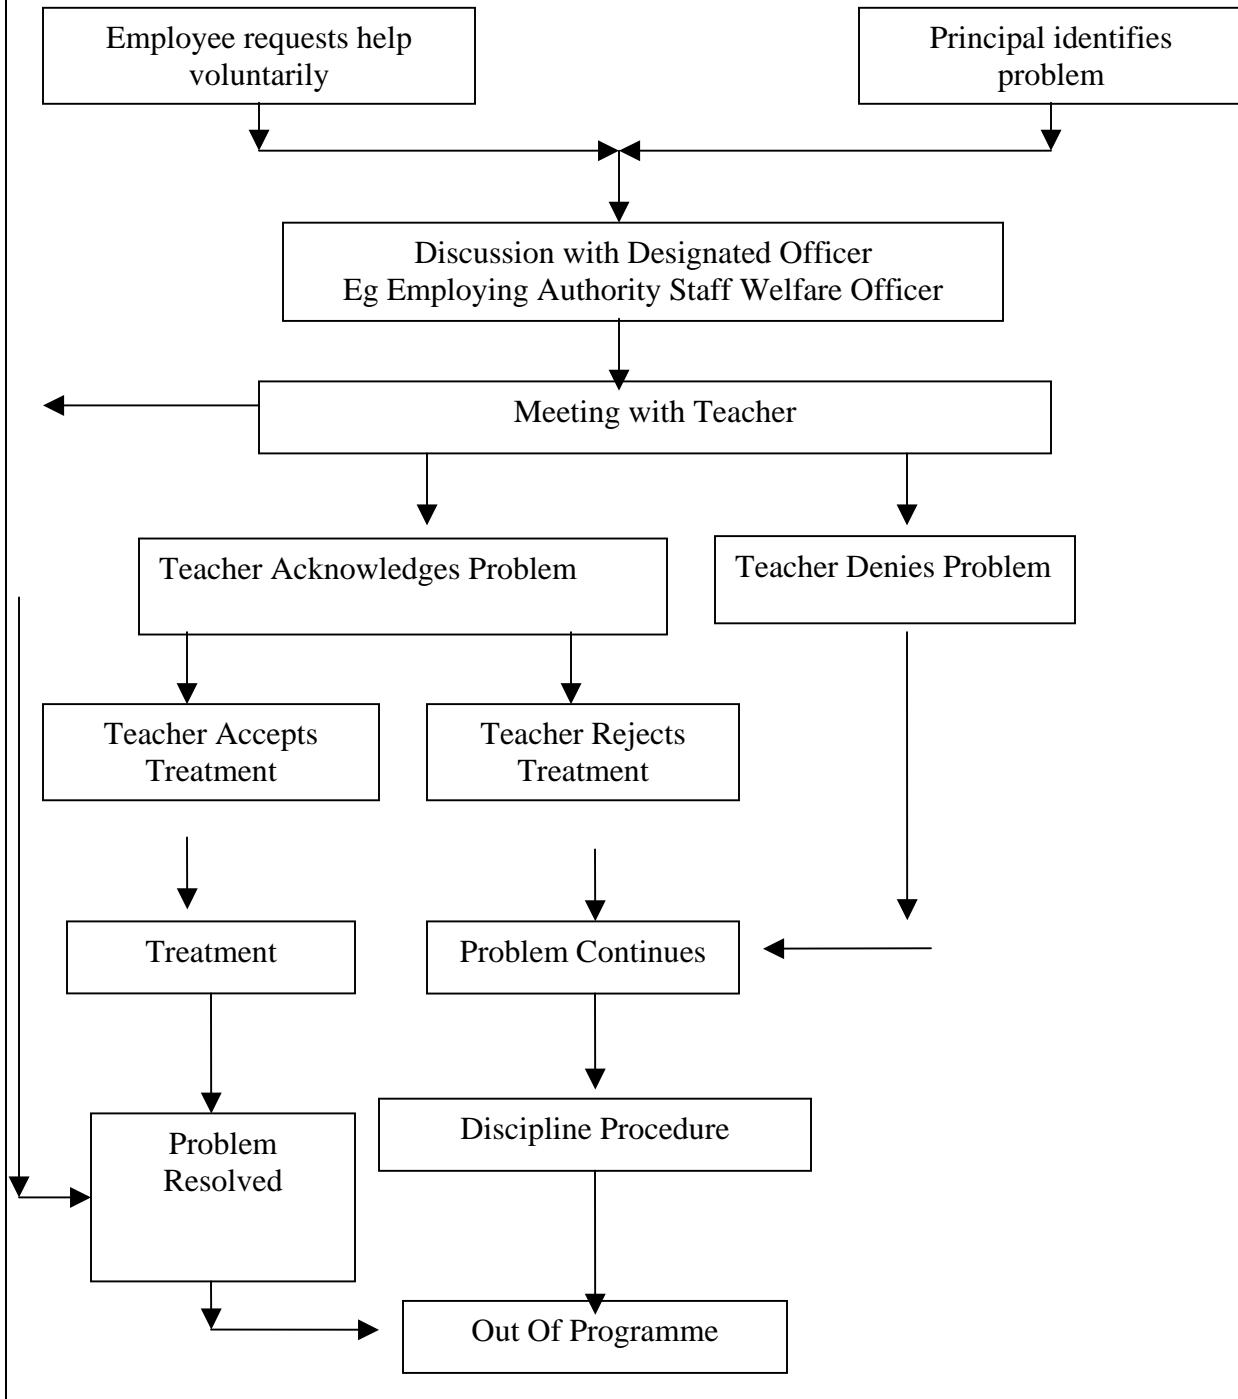 Employee requests help
voluntarily
Principal identifies
problem
Discussion with Designated Officer
Eg Employing Authority Staff Welfare Officer
Meeting with Teacher
Teacher Acknowledges Problem
Teacher Denies Problem
Teacher Accepts
Treatment
Teacher Rejects
Treatment
Treatment
Problem Continues
Problem
Resolved
Discipline Procedure
Out Of Programme